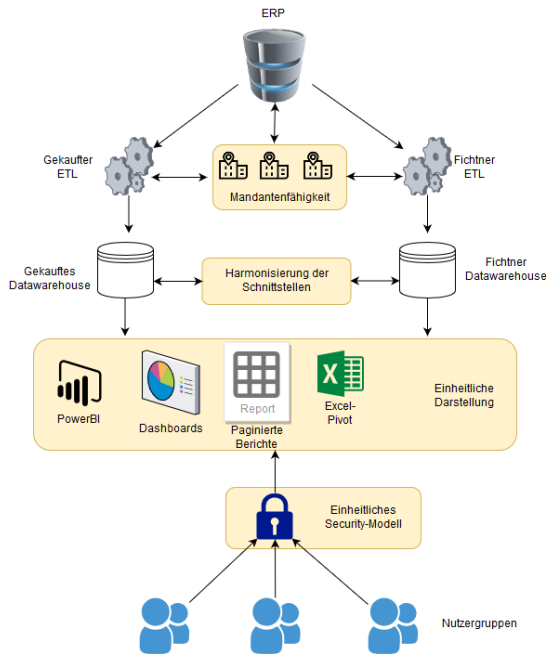 ERP
Gekaufter
ETL
Fichtner
ETL
Mandantenfähigkeit
Gekauftes
Datawarehouse
Harmonisierung der
Schnittstellen
Fichtner
Datawarehouse
PowerBI
Dashboards
Report
Paginierte
Berichte
X
Excel-
Pivot
Einheitliche
Darstellung
Einheitliches
Security-Modell
Nutzergruppen